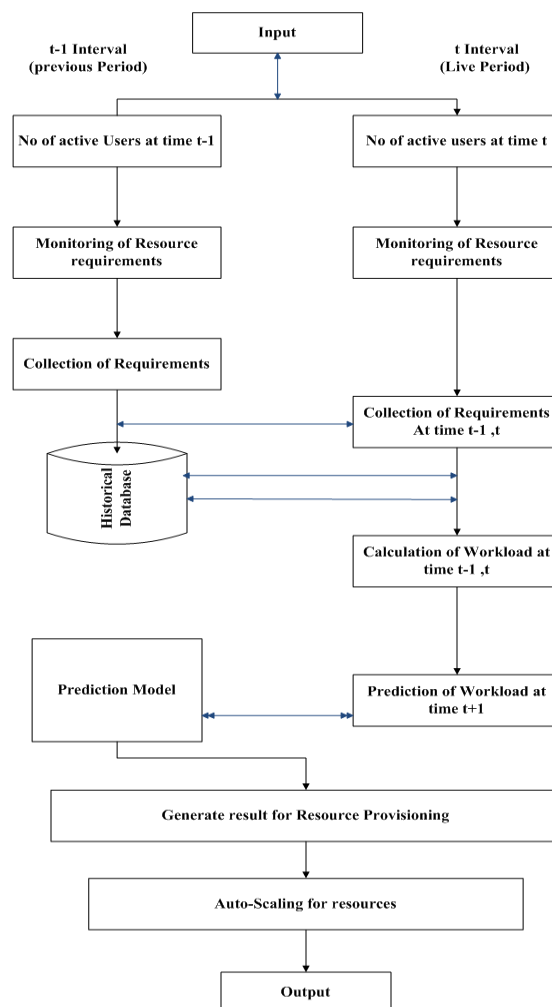 Input
t-1 Interval
(previous Period)
t Interval
(Live Period)
No of active Users at time t-1
No of active users at time t
Monitoring of Resource
requirements
Monitoring of Resource
requirements
Collection of Requirements
Collection of Requirements
At time t-1 ,t
Historical
Database
Calculation of Workload at
time t-1 ,t
Prediction Model
Prediction of Workload at
time t+1
Generate result for Resource Provisioning
Auto-Scaling for resources
Output